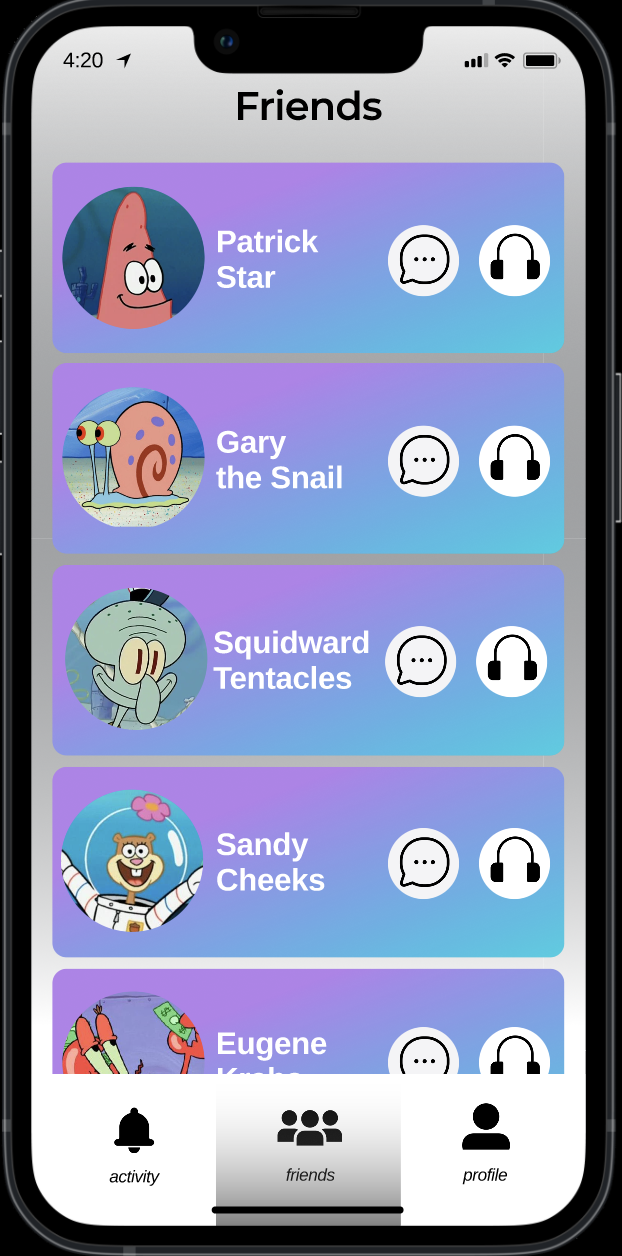 4:20
Friends
Patrick
Star
Gary
the Snail
Squidward
Tentacles
Sandy
Cheeks
Eugene
activity
friends
profile